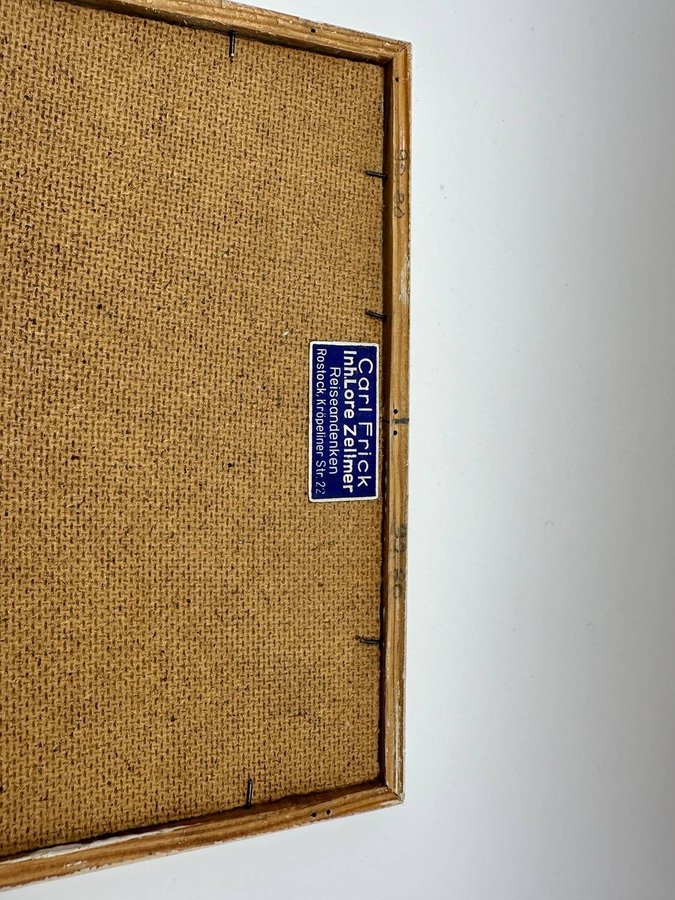 Carl Frick
Inh.Lore Zellmer
Reiseandenken
Rostock, Kröpeliner Str. 22